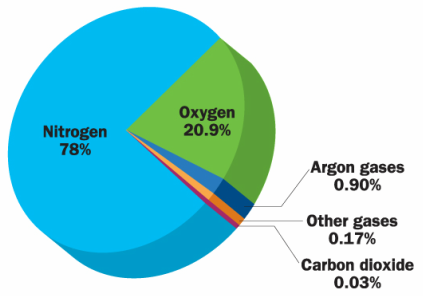 Nitrogen
78%
Oxygen
20.9%
Argon gases
0.90%
Other gases
0.17%
Carbon dioxide
0.03%